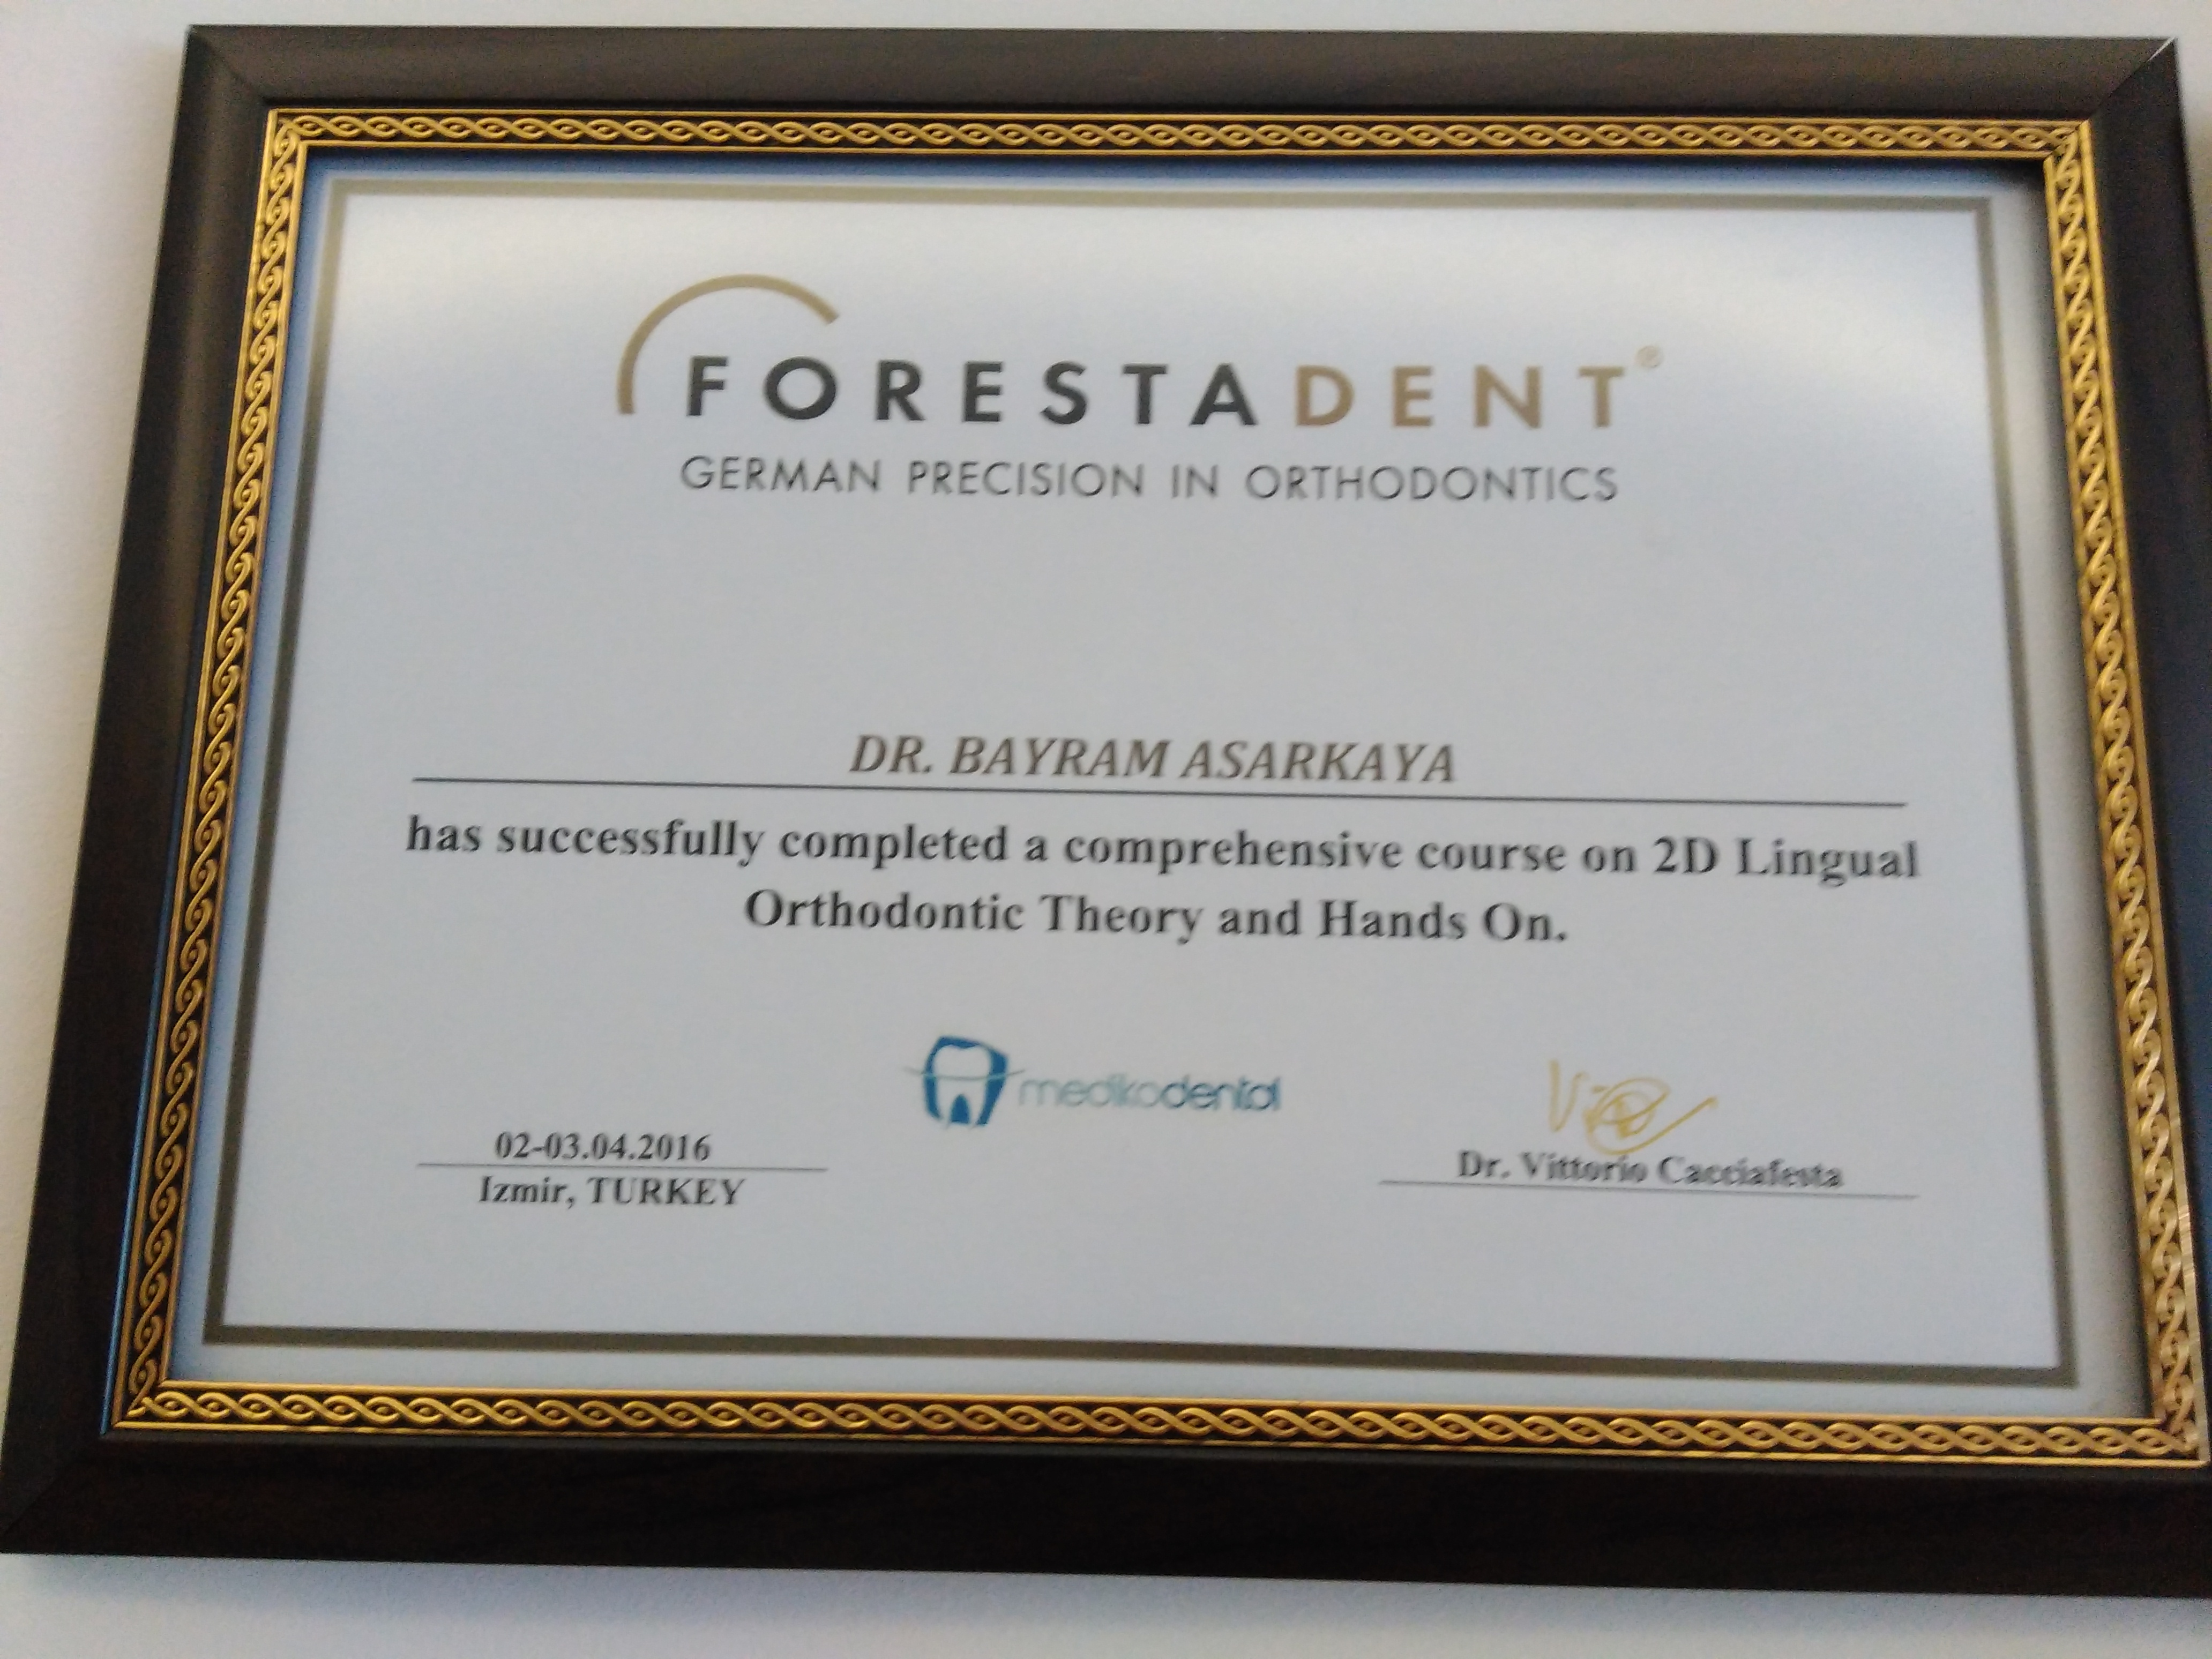 FORESTADENT®
GERMAN PRECISION IN ORTHODONTICS
DR. BAYRAM ASARKAYA
has successfully completed a comprehensive course on 2D Lingual
Orthodontic Theory and Hands On.
medikodental
02-03.04.2016
Izmir, TURKEY
Dr. Vittorio Cacciafesta